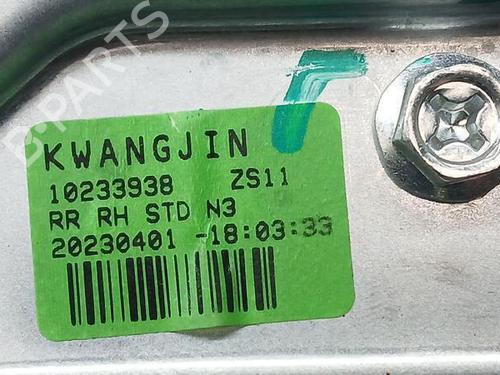 KWANGJIN
10233938 ZS11
RR RH STD N3
20230401 -18:03:33
B-PARTS